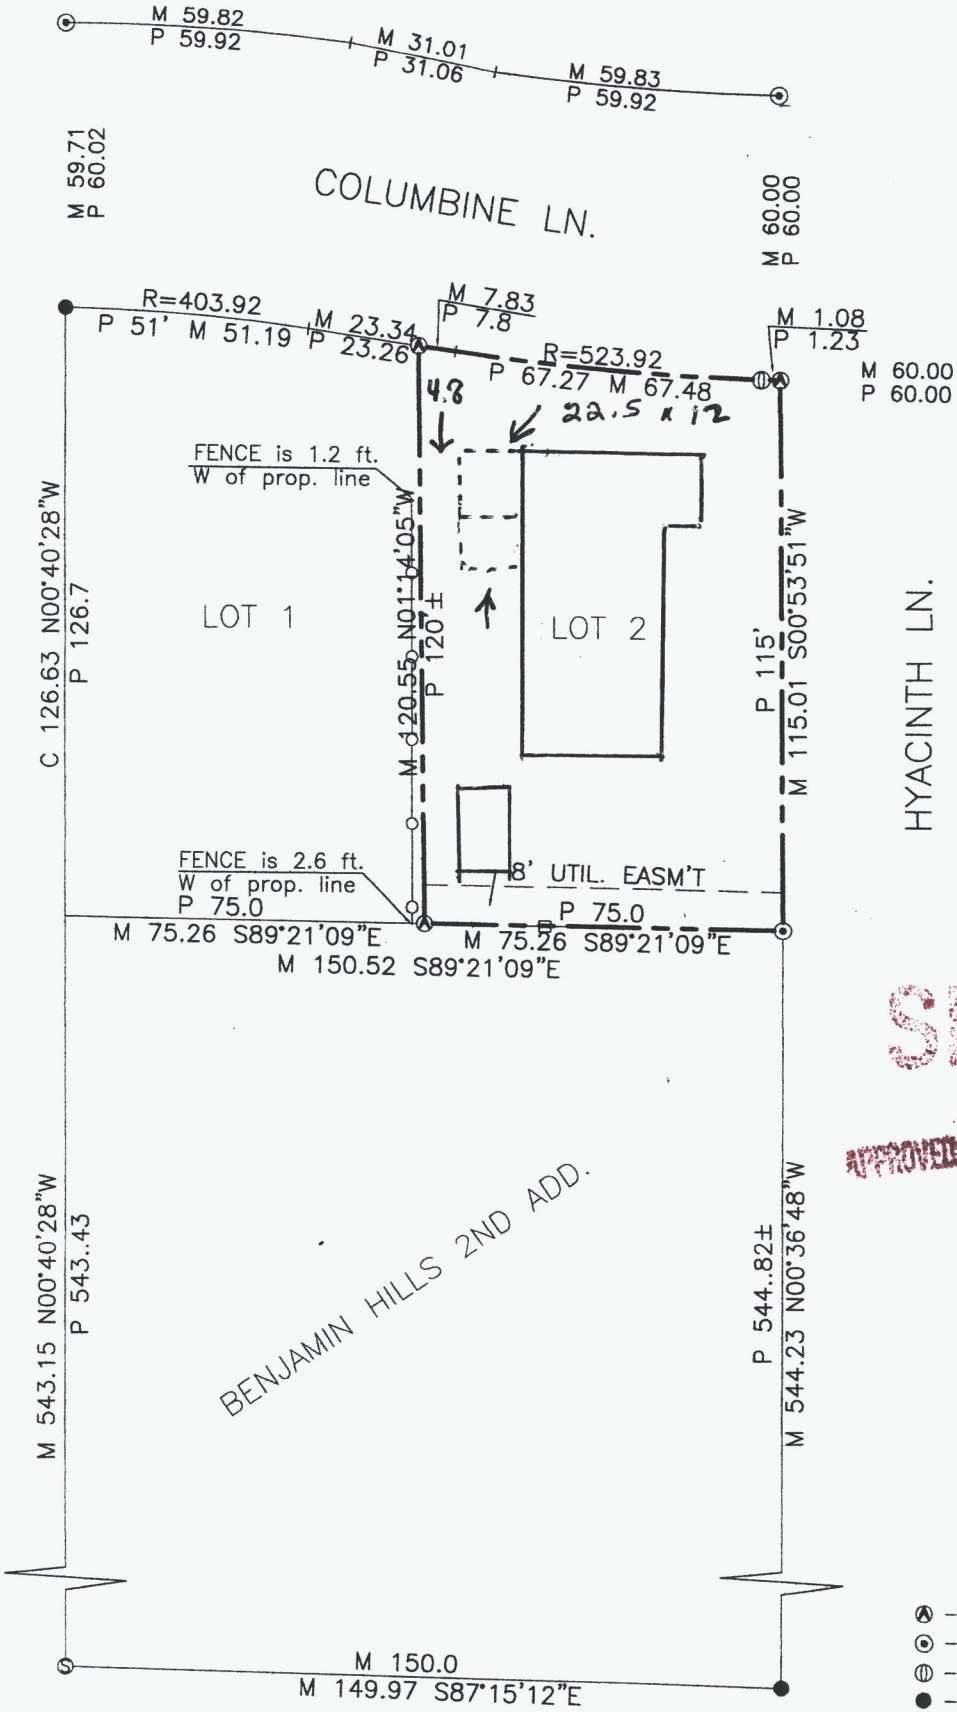 M 59.82
P 59.92
M 31.01
P 31.06
M 59.83
P 59.92
M 59.71
P 60.02
COLUMBINE LN.
M 60.00
P 60.00
R=403.92
P 51' M 51.19
M 23.34
P 23.26
M 7.83
P 7.8
R=523.92
P 67.27 M 67.48
M 1.08
P 1.23
M 60.00
P 60.00
4.8
22.5 x 12
FENCE is 1.2 ft.
W of prop. line
C 126.63 N00°40'28"W
P 126.7
LOT 1
M 120.55 N01°14'05"W
P 120'±
LOT 2
P 115'
M 115.01 S00°53'51"W
HYACINTH LN.
FENCE is 2.6 ft.
W of prop. line
P 75.0
M 75.26 S89°21'09"E
8' UTIL. EASM'T
P 75.0
M 75.26 S89°21'09"E
M 150.52 S89°21'09"E
APPROVED
BENJAMIN HILLS 2ND ADD.
M 543.15 N00°40'28"W
P 543..43
P 544..82±
M 544.23 N00°36'48"W
S
M 150.0
M 149.97 S87°15'12"E